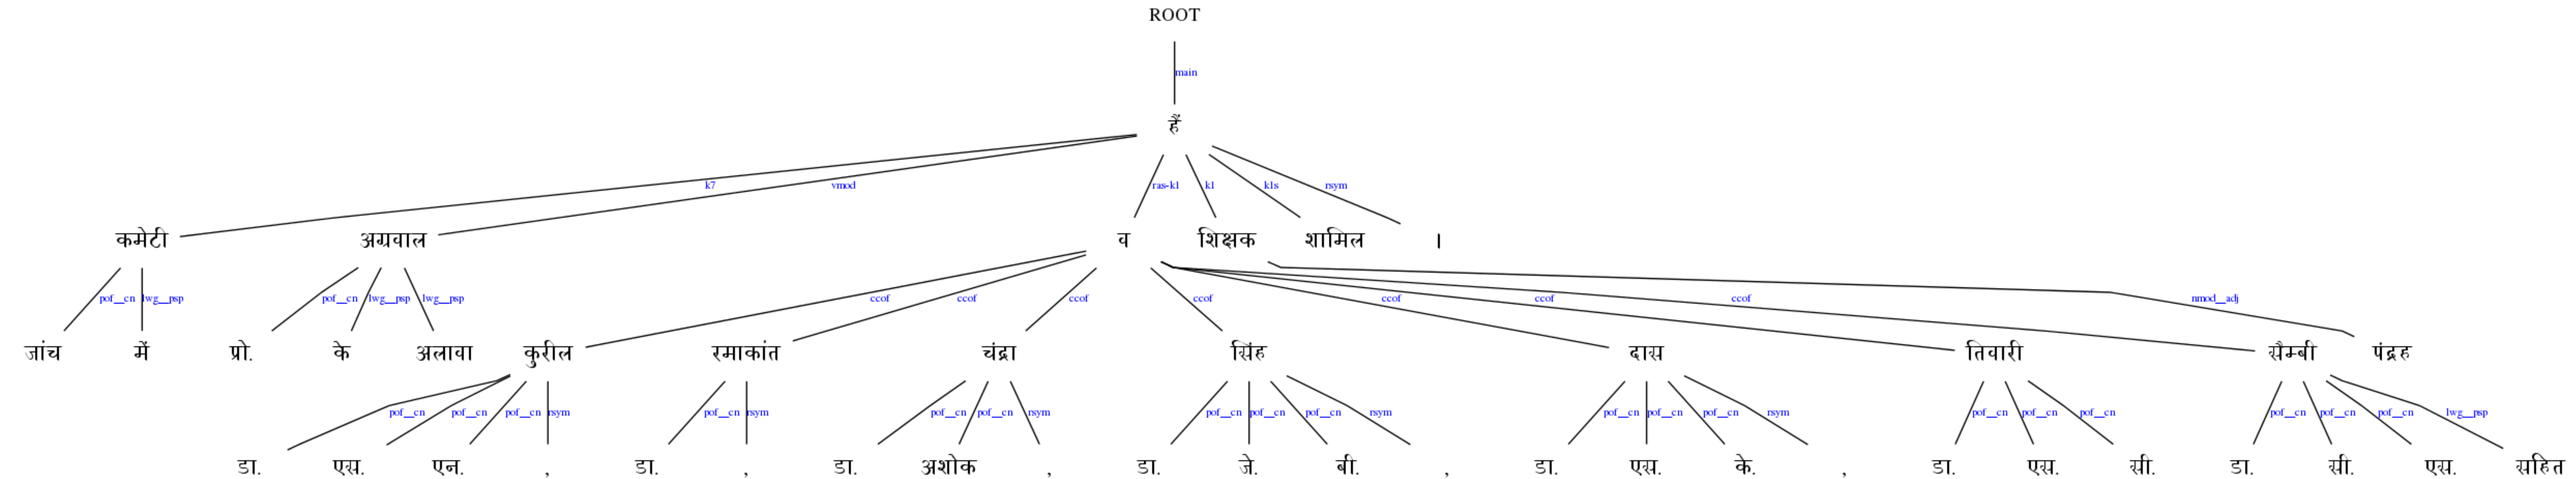 ROOT
main
हैं
k7 vmod ras-k1 k1 k1s rsym
कमेटी अग्रवाल व शिक्षक शामिल ।
pof__cn lwg__psp pof__cn lwg__psp lwg__psp ccof ccof ccof ccof ccof ccof ccof nmod__adj
जांच में प्रो. के अलावा कुरील रमाकांत चंद्रा सिंह दास तिवारी सैम्बी पंद्रह
pof__cn pof__cn pof__cn rsym pof__cn rsym pof__cn pof__cn rsym pof__cn pof__cn pof__cn rsym pof__cn pof__cn pof__cn rsym pof__cn pof__cn pof__cn pof__cn pof__cn pof__cn lwg__psp
डा. एस. एन. , डा. , डा. अशोक , डा. जे. बी. , डा. एस. के. , डा. एस. सी. डा. सी. एस. सहित